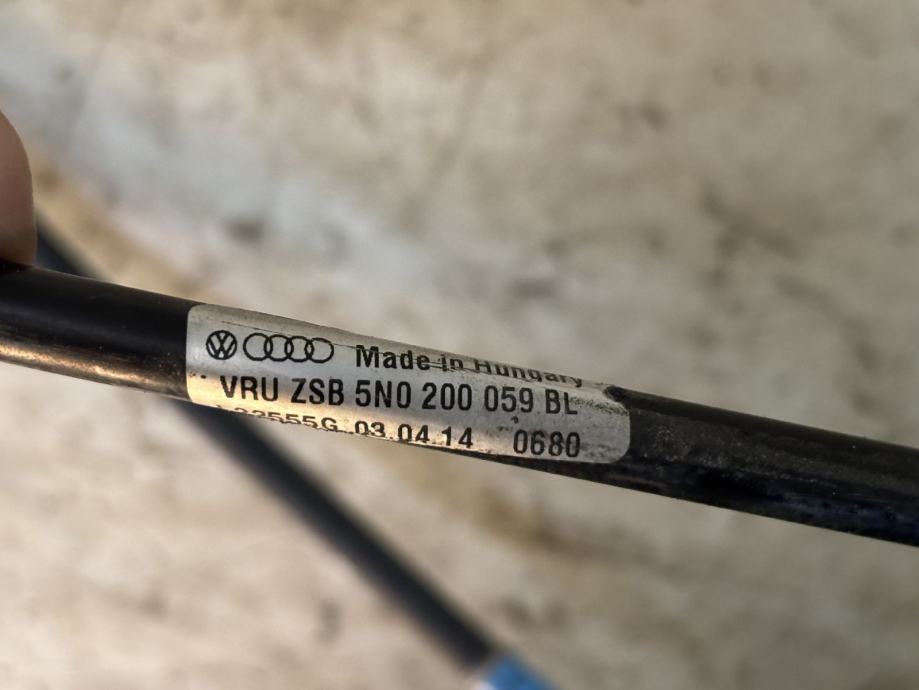 Made in Hungary
VRU ZSB 5N0 200 059 BL
03.04.14 0680